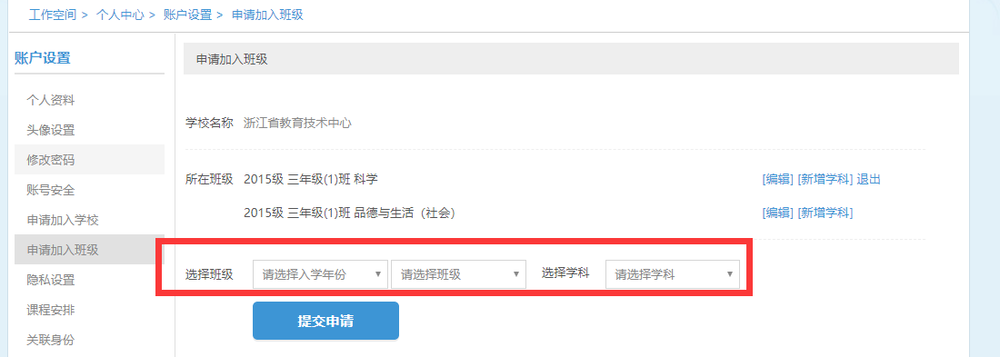 工作空间 > 个人中心 > 账户设置 > 申请加入班级
账户设置
个人资料
头像设置
修改密码
账号安全
申请加入学校
申请加入班级
隐私设置
课程安排
关联身份
申请加入班级
学校名称 浙江省教育技术中心
所在班级 2015级 三年级(1)班 科学 [编辑] [新增学科] 退出
2015级 三年级(1)班 品德与生活（社会） [编辑] [新增学科]
选择班级 请选择入学年份 请选择班级 选择学科 请选择学科
提交申请